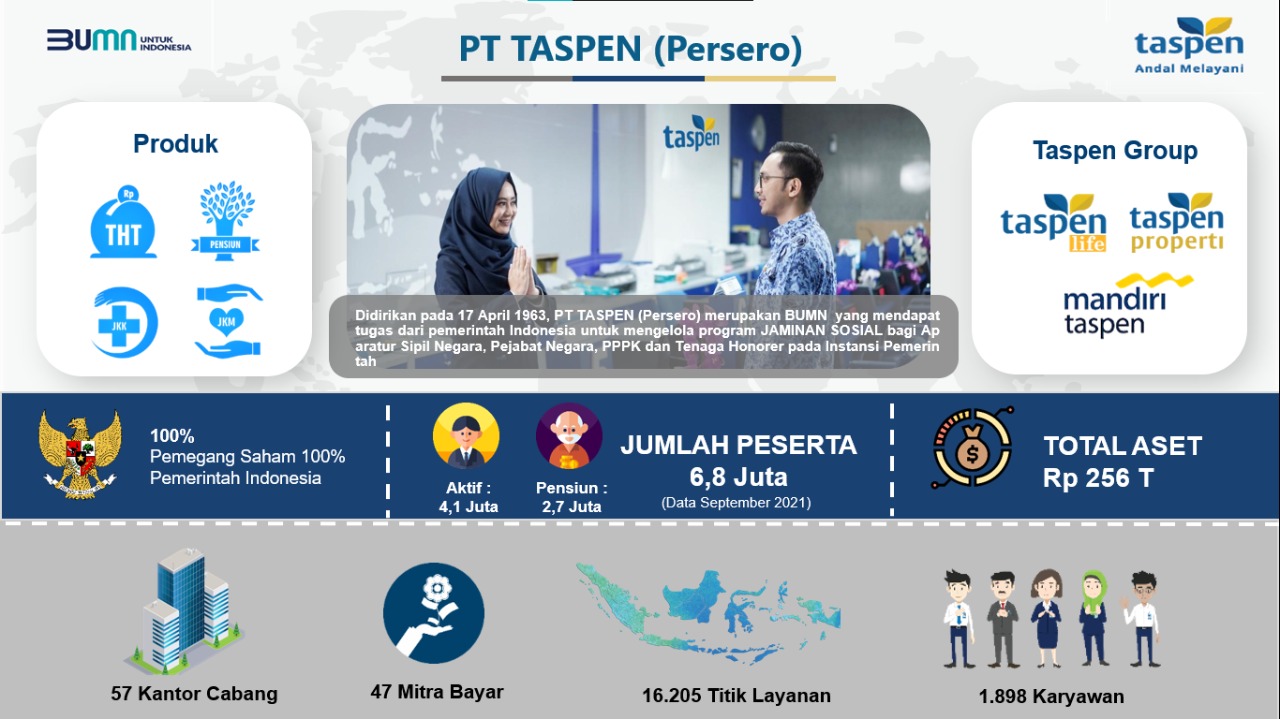 BUMN UNTUK
INDONESIA
PT TASPEN (Persero)
taspen
Andal Melayani
Produk
Rp
THT
PENSIUN
JKK
JKM
taspen
Didirikan pada 17 April 1963, PT TASPEN (Persero) merupakan BUMN yang mendapat
tugas dari pemerintah Indonesia untuk mengelola program JAMINAN SOSIAL bagi Ap
aratur Sipil Negara, Pejabat Negara, PPPK dan Tenaga Honorer pada Instansi Pemerin
tah
Taspen Group
taspen
life
taspen
properti
mandiri
taspen
100%
Pemegang Saham 100%
Pemerintah Indonesia
Aktif :
4,1 Juta
Pensiun :
2,7 Juta
JUMLAH PESERTA
6,8 Juta
(Data September 2021)
$
TOTAL ASET
Rp 256 T
57 Kantor Cabang
47 Mitra Bayar
16.205 Titik Layanan
1.898 Karyawan